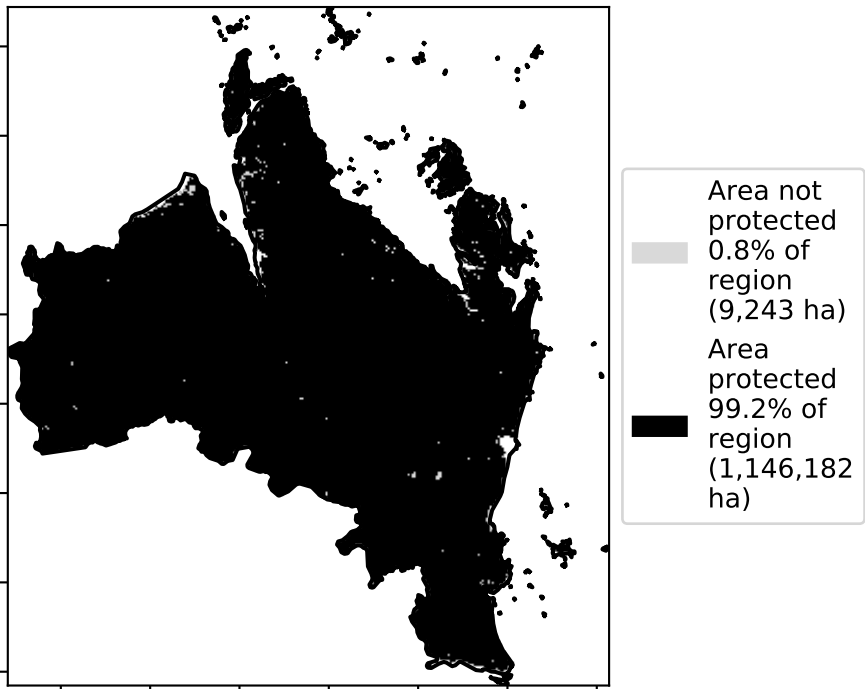 Area not
protected
0.8% of
region
(9,243 ha)
Area
protected
99.2% of
region
(1,146,182
ha)